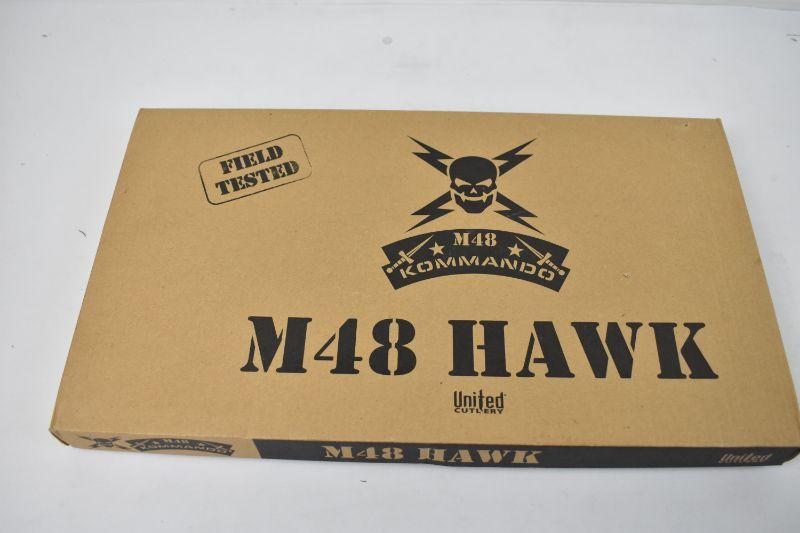 FIELD
TESTED
M48
KOMMANDO
M48 HAWK
United
CUTLERY
M48
KOMMANDO
M48 HAWK
United